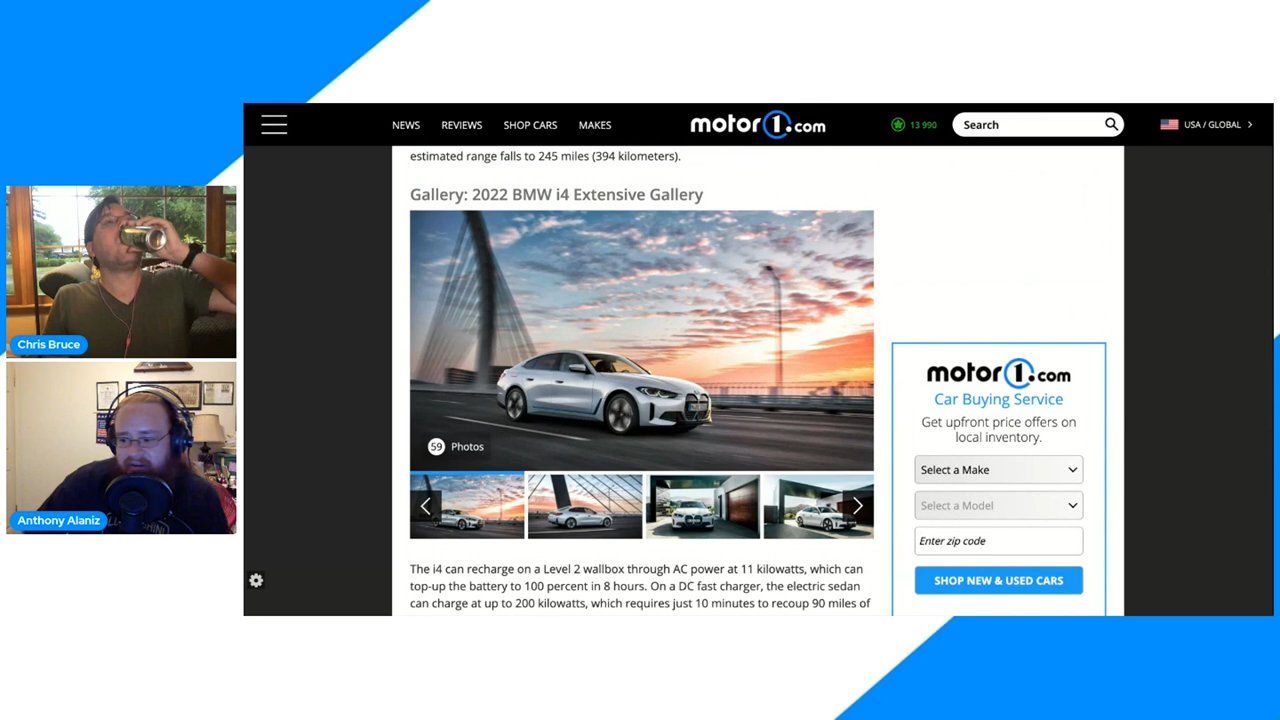 NEWS
REVIEWS
SHOP CARS
MAKES
motor1.com
13 990
Search
USA / GLOBAL
estimated range falls to 245 miles (394 kilometers).
Gallery: 2022 BMW i4 Extensive Gallery
59 Photos
The i4 can recharge on a Level 2 wallbox through AC power at 11 kilowatts, which can
top-up the battery to 100 percent in 8 hours. On a DC fast charger, the electric sedan
can charge at up to 200 kilowatts, which requires just 10 minutes to recoup 90 miles of
motor1.com
Car Buying Service
Get upfront price offers on
local inventory.
Select a Make
Select a Model
Enter zip code
SHOP NEW & USED CARS
Chris Bruce
Anthony Alaniz